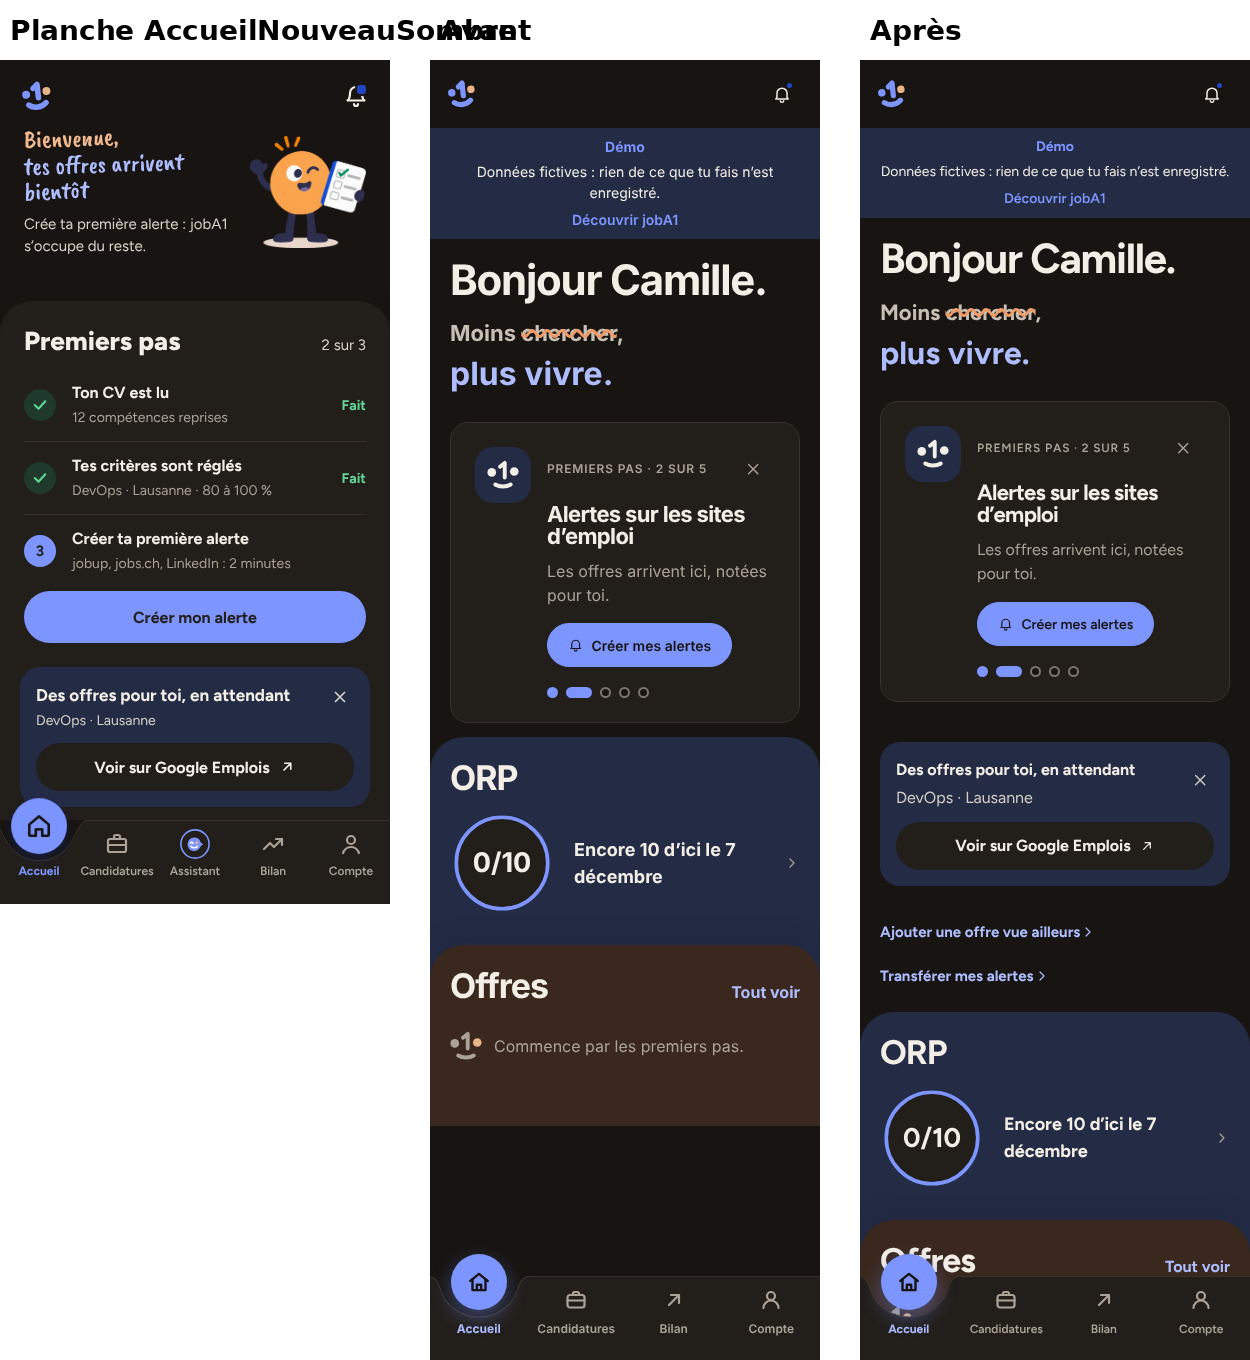 Planche AccueilNouveauSombre
Avant
Après
Bienvenue,
tes offres arrivent
bientôt
Crée ta première alerte : jobA1
s’occupe du reste.
Premiers pas
2 sur 3
Ton CV est lu
12 compétences reprises
Fait
Tes critères sont réglés
DevOps · Lausanne · 80 à 100 %
Fait
3
Créer ta première alerte
jobup, jobs.ch, LinkedIn : 2 minutes
Créer mon alerte
Des offres pour toi, en attendant
DevOps · Lausanne
Voir sur Google Emplois
Accueil
Candidatures
Assistant
Bilan
Compte
Démo
Données fictives : rien de ce que tu fais n’est
enregistré.
Découvrir jobA1
Bonjour Camille.
Moins chercher,
plus vivre.
PREMIERS PAS · 2 SUR 5
Alertes sur les sites
d’emploi
Les offres arrivent ici, notées
pour toi.
Créer mes alertes
ORP
0/10
Encore 10 d’ici le 7
décembre
Offres
Tout voir
Commence par les premiers pas.
Accueil
Candidatures
Bilan
Compte
Démo
Données fictives : rien de ce que tu fais n’est enregistré.
Découvrir jobA1
Bonjour Camille.
Moins chercher,
plus vivre.
PREMIERS PAS · 2 SUR 5
Alertes sur les sites
d’emploi
Les offres arrivent ici, notées
pour toi.
Créer mes alertes
Des offres pour toi, en attendant
DevOps · Lausanne
Voir sur Google Emplois
Ajouter une offre vue ailleurs
Transférer mes alertes
ORP
0/10
Encore 10 d’ici le 7
décembre
Offres
Tout voir
Accueil
Candidatures
Bilan
Compte